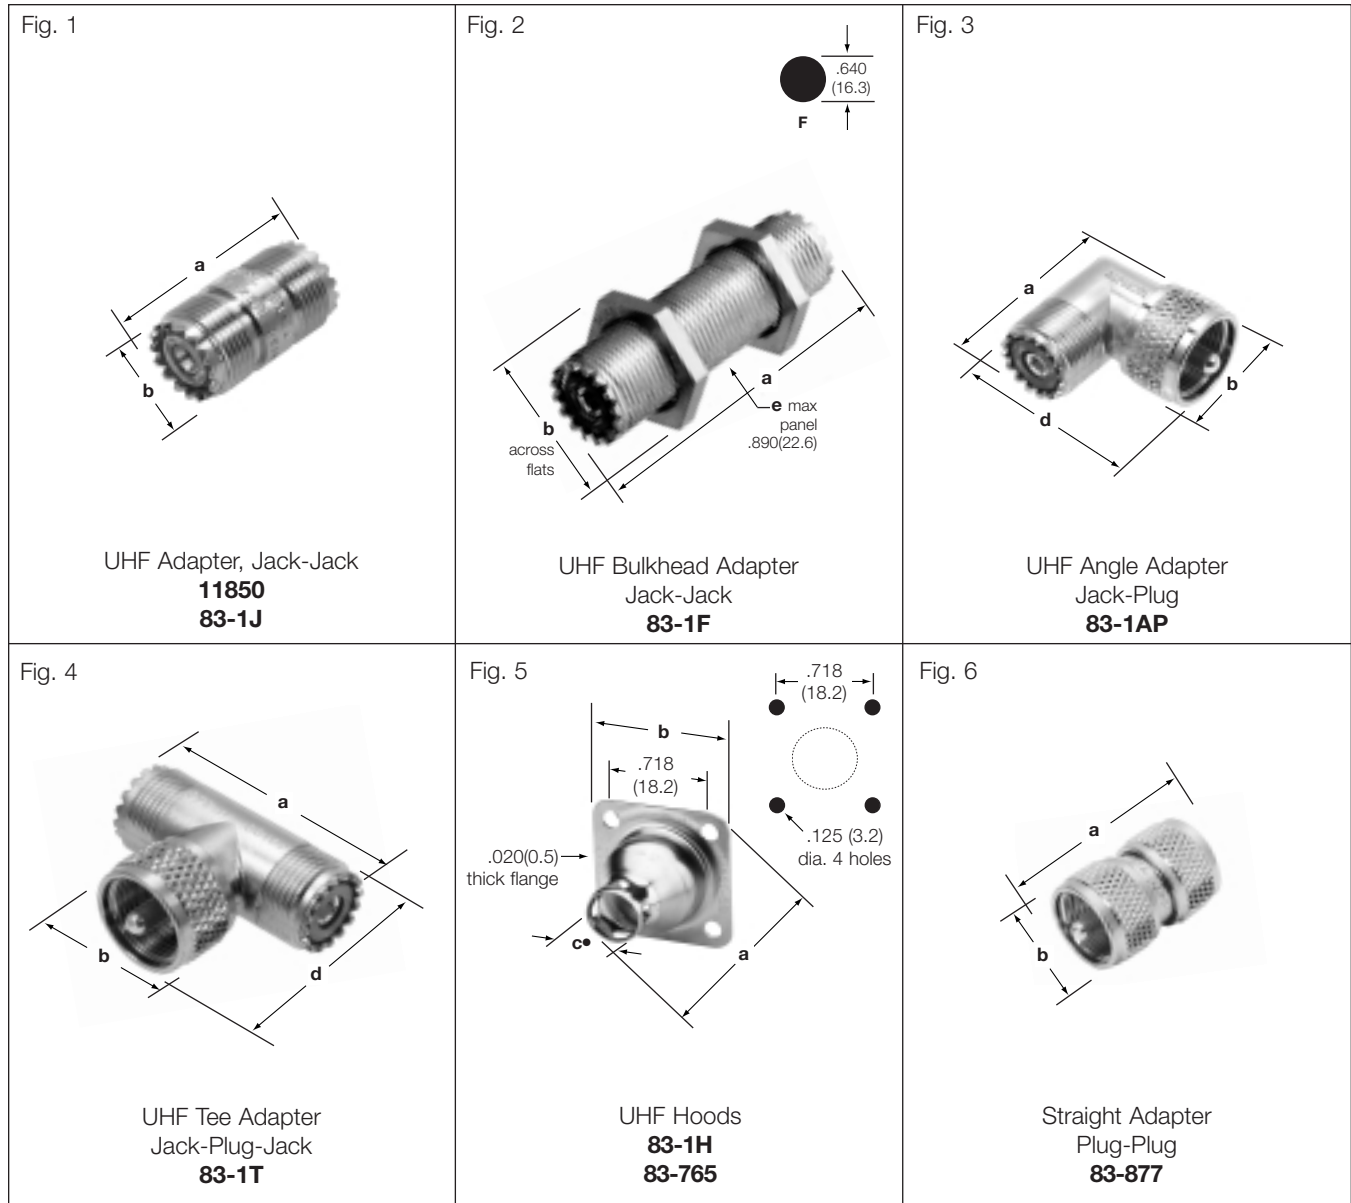 Fig. 1
a
b
UHF Adapter, Jack-Jack
11850
83-1J
Fig. 2
.640
(16.3)
F
a
e max
panel
.890(22.6)
b
across
flats
UHF Bulkhead Adapter
Jack-Jack
83-1F
Fig. 3
a
b
d
UHF Angle Adapter
Jack-Plug
83-1AP
Fig. 4
a
b
d
UHF Tee Adapter
Jack-Plug-Jack
83-1T
Fig. 5
.718
(18.2)
b
.718
(18.2)
.125 (3.2)
dia. 4 holes
.020(0.5)
thick flange
c•
a
UHF Hoods
83-1H
83-765
Fig. 6
a
b
Straight Adapter
Plug-Plug
83-877